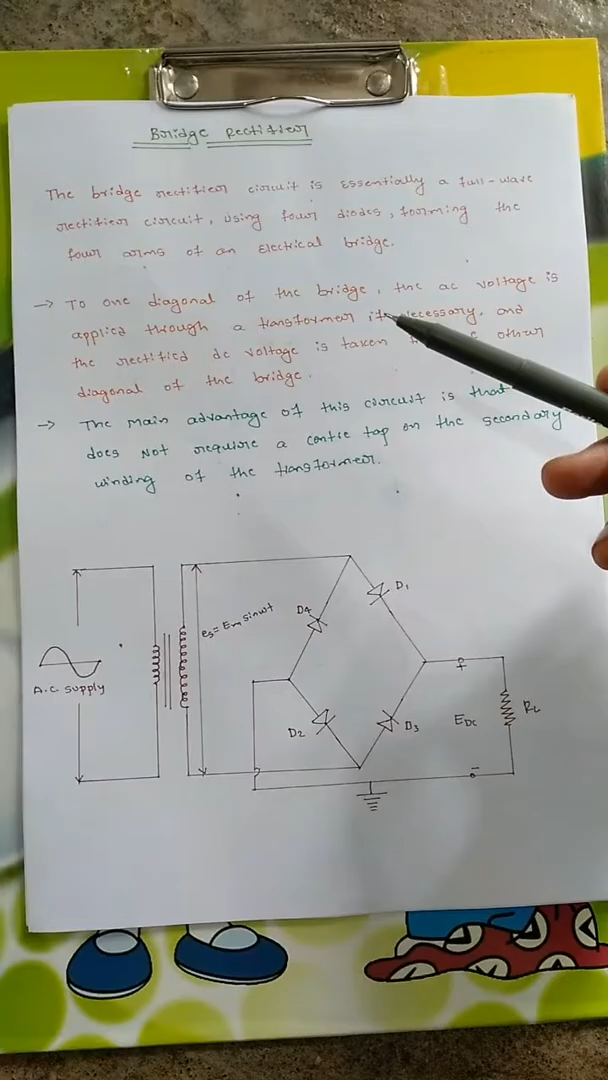 Bridge Rectifier
The bridge rectifier circuit is essentially a full-wave
rectifier circuit, using four diodes, forming the
four arms of an Electrical bridge.
→ To one diagonal of the bridge, the ac voltage is
applied through a transformer if necessary, and
the rectified dc voltage is taken other
diagonal of the bridge.
→ The Main advantage of this circuit is that
does Not require a centre tap on the secondary
winding of the transformer.
A.C. supply
es = Em sinωt
D4
D1
D2
D3
+
EDC
RL
-